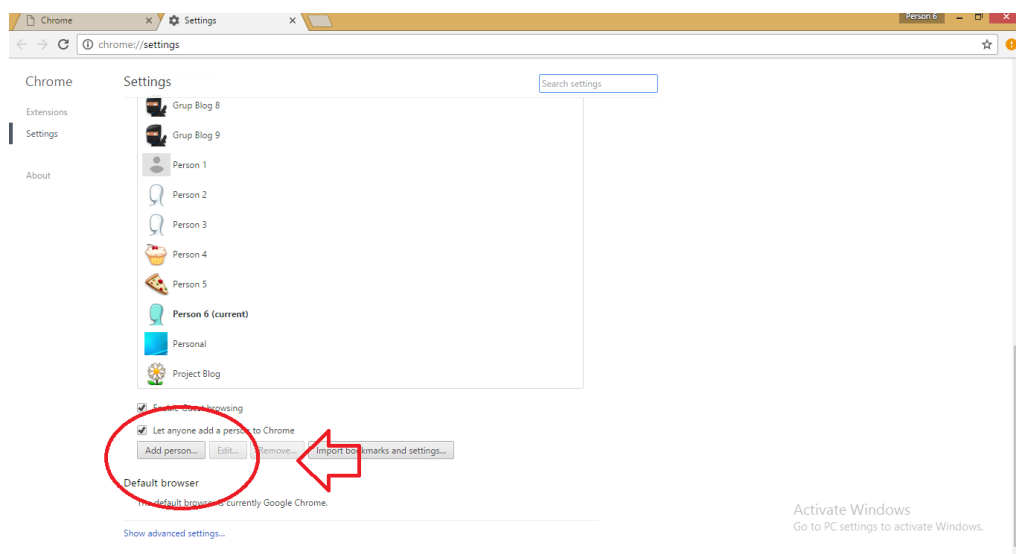 Chrome
Settings
Person 6
chrome://settings
Chrome
Settings
Search settings
Extensions
Settings
About
Grup Blog 8
Grup Blog 9
Person 1
Person 2
Person 3
Person 4
Person 5
Person 6 (current)
Personal
Project Blog
Enable Guest browsing
Let anyone add a person to Chrome
Add person... Edit... Remove... Import bookmarks and settings...
Default browser
The default browser is currently Google Chrome.
Show advanced settings...
Activate Windows
Go to PC settings to activate Windows.